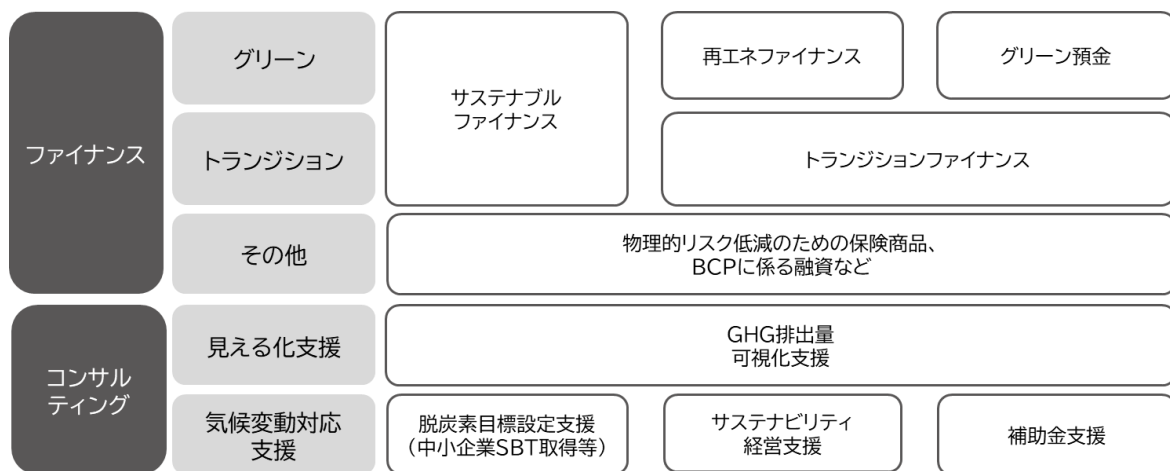 ファイナンス
グリーン
トランジション
その他
サステナブル
ファイナンス
再エネファイナンス
グリーン預金
トランジションファイナンス
物理的リスク低減のための保険商品、
BCPに係る融資など
コンサル
ティング
見える化支援
GHG排出量
可視化支援
気候変動対応
支援
脱炭素目標設定支援
（中小企業SBT取得等）
サステナビリティ
経営支援
補助金支援